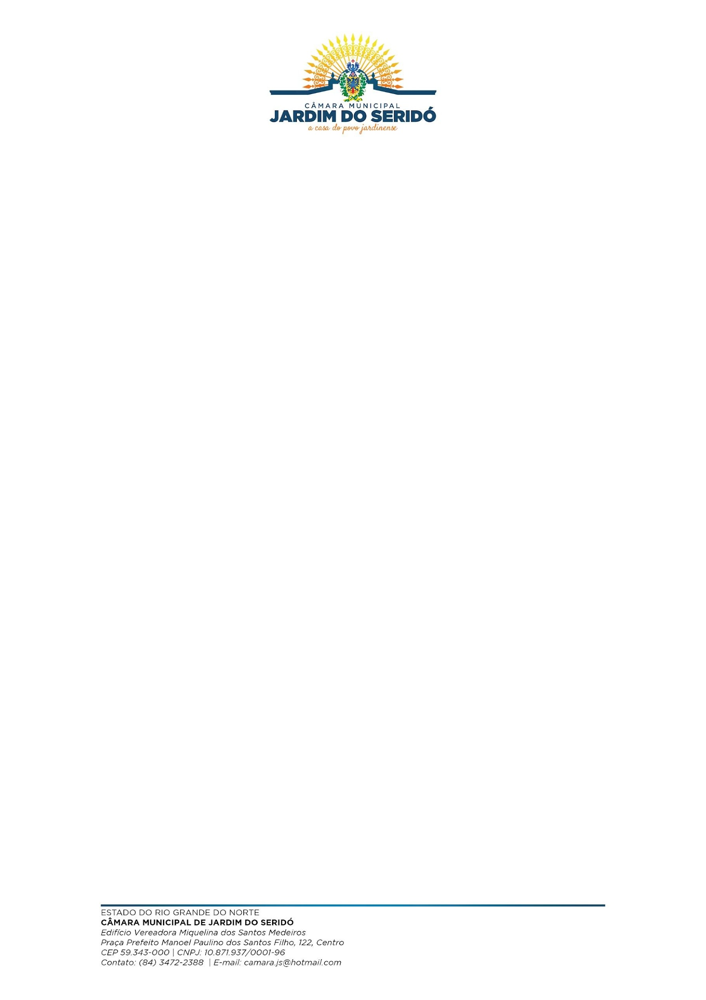 CÂMARA MUNICIPAL
JARDIM DO SERIDÓ
a casa do povo jardinense
ESTADO DO RIO GRANDE DO NORTE
CÂMARA MUNICIPAL DE JARDIM DO SERIDÓ
Edifício Vereadora Miquelina dos Santos Medeiros
Praça Prefeito Manoel Paulino dos Santos Filho, 122, Centro
CEP 59.343-000 | CNPJ: 10.871.937/0001-96
Contato: (84) 3472-2388 | E-mail: camara.js@hotmail.com